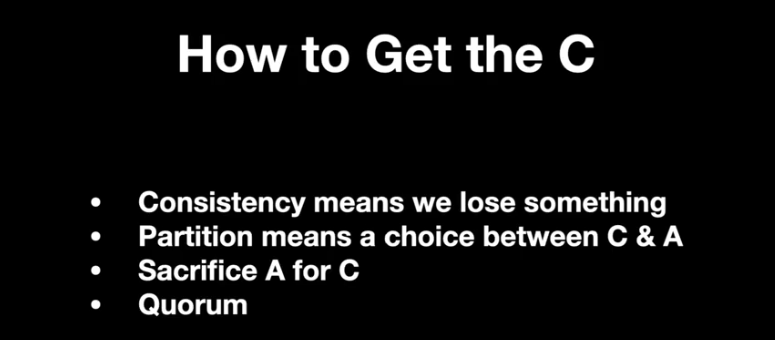 How to Get the C
• Consistency means we lose something
• Partition means a choice between C & A
• Sacrifice A for C
• Quorum